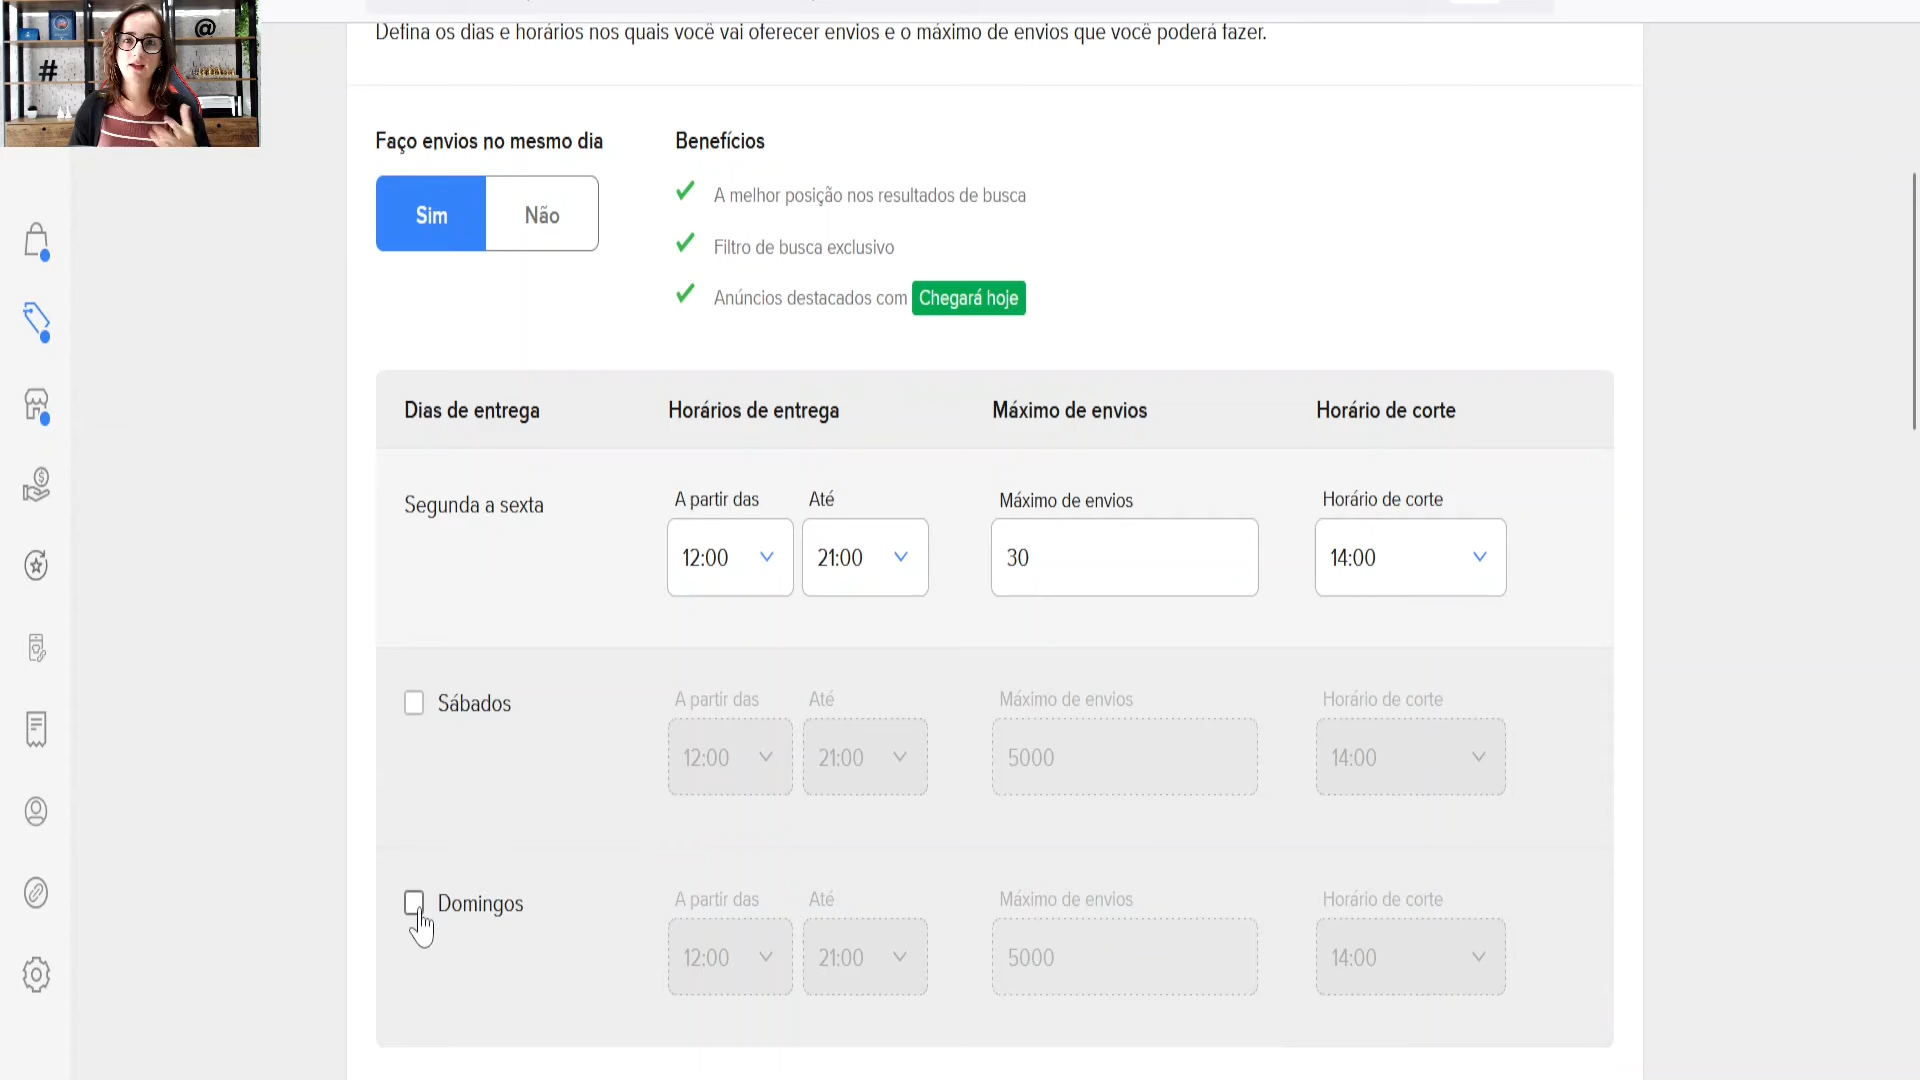 Defina os dias e horários nos quais você vai oferecer envios e o máximo de envios que você poderá fazer.
@
#
Faço envios no mesmo dia
Sim
Não
Benefícios
A melhor posição nos resultados de busca
Filtro de busca exclusivo
Anúncios destacados com Chegará hoje
Dias de entrega Horários de entrega Máximo de envios Horário de corte
Segunda a sexta
A partir das Até Máximo de envios Horário de corte
12:00 21:00 30 14:00
Sábados
A partir das Até Máximo de envios Horário de corte
12:00 21:00 5000 14:00
Domingos
A partir das Até Máximo de envios Horário de corte
12:00 21:00 5000 14:00